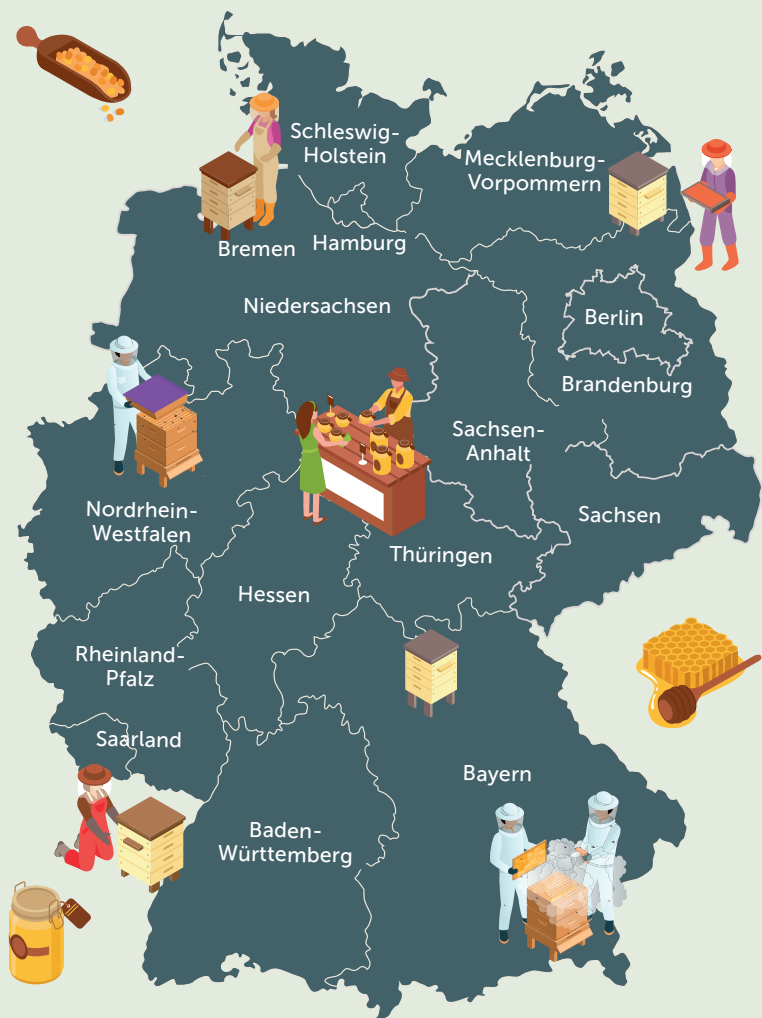 Schleswig-
Holstein
Mecklenburg-
Vorpommern
Bremen
Hamburg
Niedersachsen
Berlin
Brandenburg
Sachsen-
Anhalt
Nordrhein-
Westfalen
Sachsen
Thüringen
Hessen
Rheinland-
Pfalz
Saarland
Bayern
Baden-
Württemberg